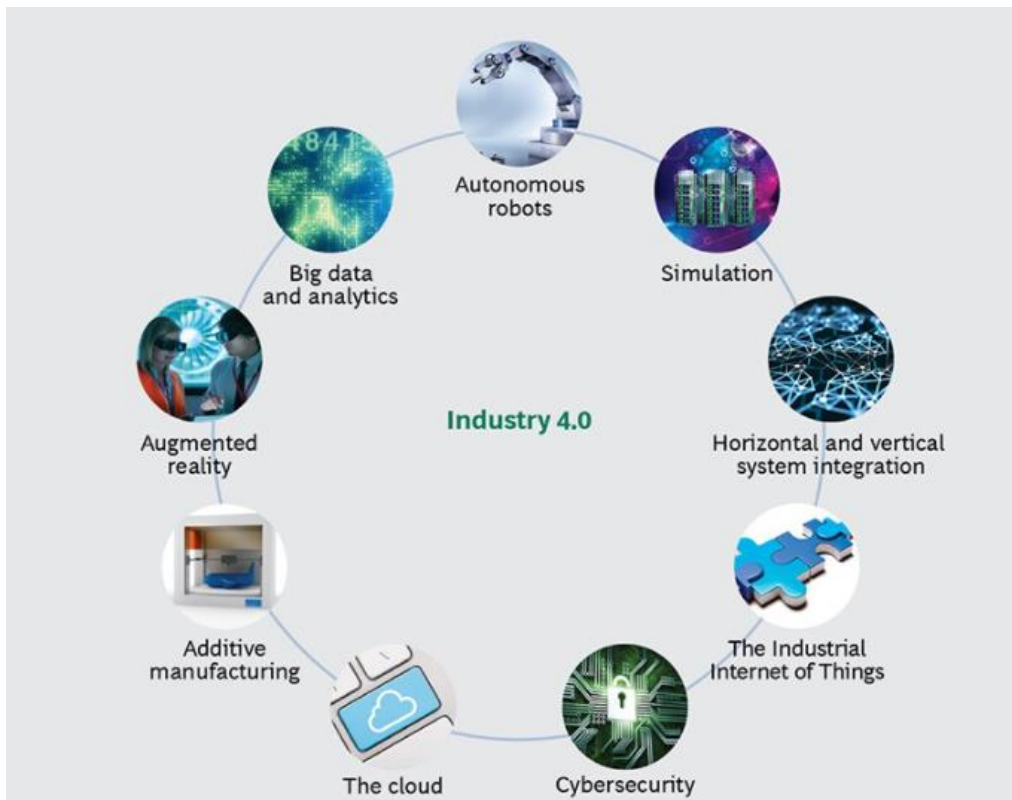 Autonomous
robots
Simulation
Horizontal and vertical
system integration
The Industrial
Internet of Things
Cybersecurity
The cloud
Additive
manufacturing
Augmented
reality
Big data
and analytics
Industry 4.0